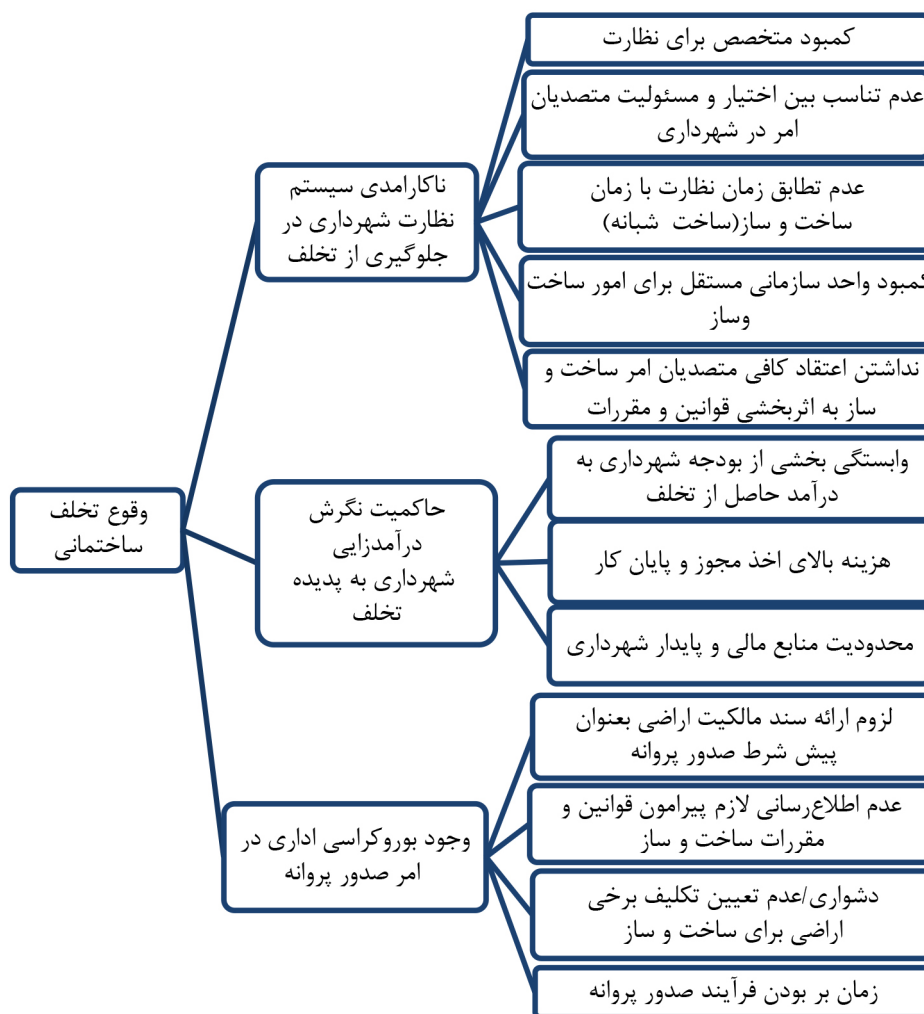 کمبود متخصص برای نظارت
عدم تناسب بین اختیار و مسئولیت متصدیان
امر در شهرداری
عدم تطابق زمان نظارت با زمان
ساخت و ساز(ساخت شبانه)
کمبود واحد سازمانی مستقل برای امور ساخت
وساز
نداشتن اعتقاد کافی متصدیان امر ساخت و
ساز به اثربخشی قوانین و مقررات
ناکارامدی سیستم
نظارت شهرداری در
جلوگیری از تخلف
وابستگی بخشی از بودجه شهرداری به
درآمد حاصل از تخلف
هزینه بالای اخذ مجوز و پایان کار
محدودیت منابع مالی و پایدار شهرداری
حاکمیت نگرش
درآمدزایی
شهرداری به پدیده
تخلف
وقوع تخلف
ساختمانی
لزوم ارائه سند مالکیت اراضی بعنوان
پیش شرط صدور پروانه
عدم اطلاع‌رسانی لازم پیرامون قوانین و
مقررات ساخت و ساز
دشواری/عدم تعیین تکلیف برخی
اراضی برای ساخت و ساز
زمان بر بودن فرآیند صدور پروانه
وجود بوروکراسی اداری در
امر صدور پروانه